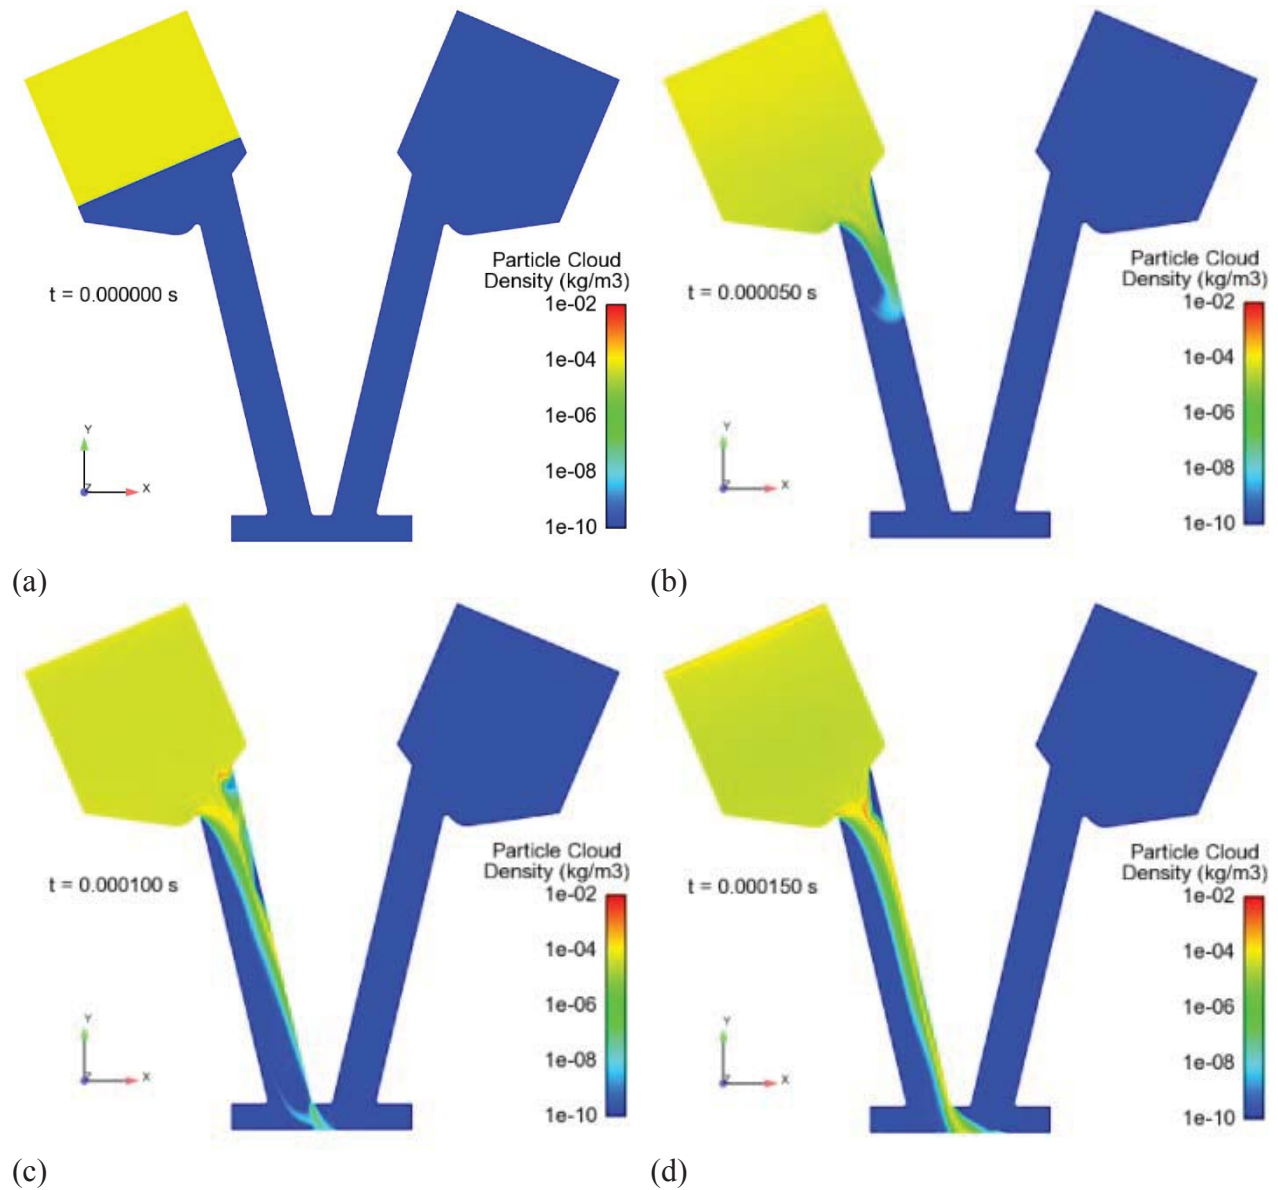 Particle Cloud
Density (kg/m3)
t = 0.000000 s
1e-02
1e-04
1e-06
1e-08
1e-10
Y
Z
X
(a)
Particle Cloud
Density (kg/m3)
t = 0.000050 s
1e-02
1e-04
1e-06
1e-08
1e-10
Y
Z
X
(b)
Particle Cloud
Density (kg/m3)
t = 0.000100 s
1e-02
1e-04
1e-06
1e-08
1e-10
Y
Z
X
(c)
Particle Cloud
Density (kg/m3)
t = 0.000150 s
1e-02
1e-04
1e-06
1e-08
1e-10
Y
Z
X
(d)